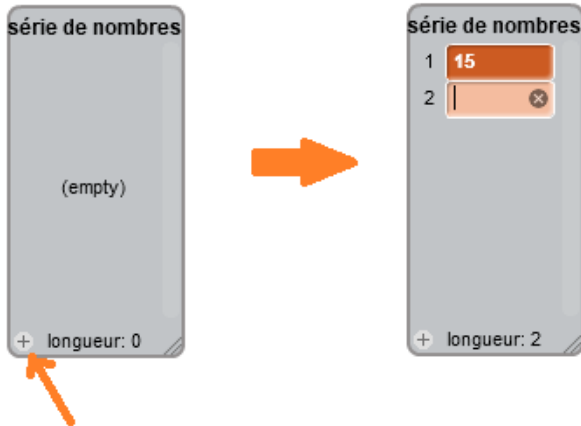 série de nombres
(empty)
+ longueur: 0
série de nombres
1 15
2
+ longueur: 2